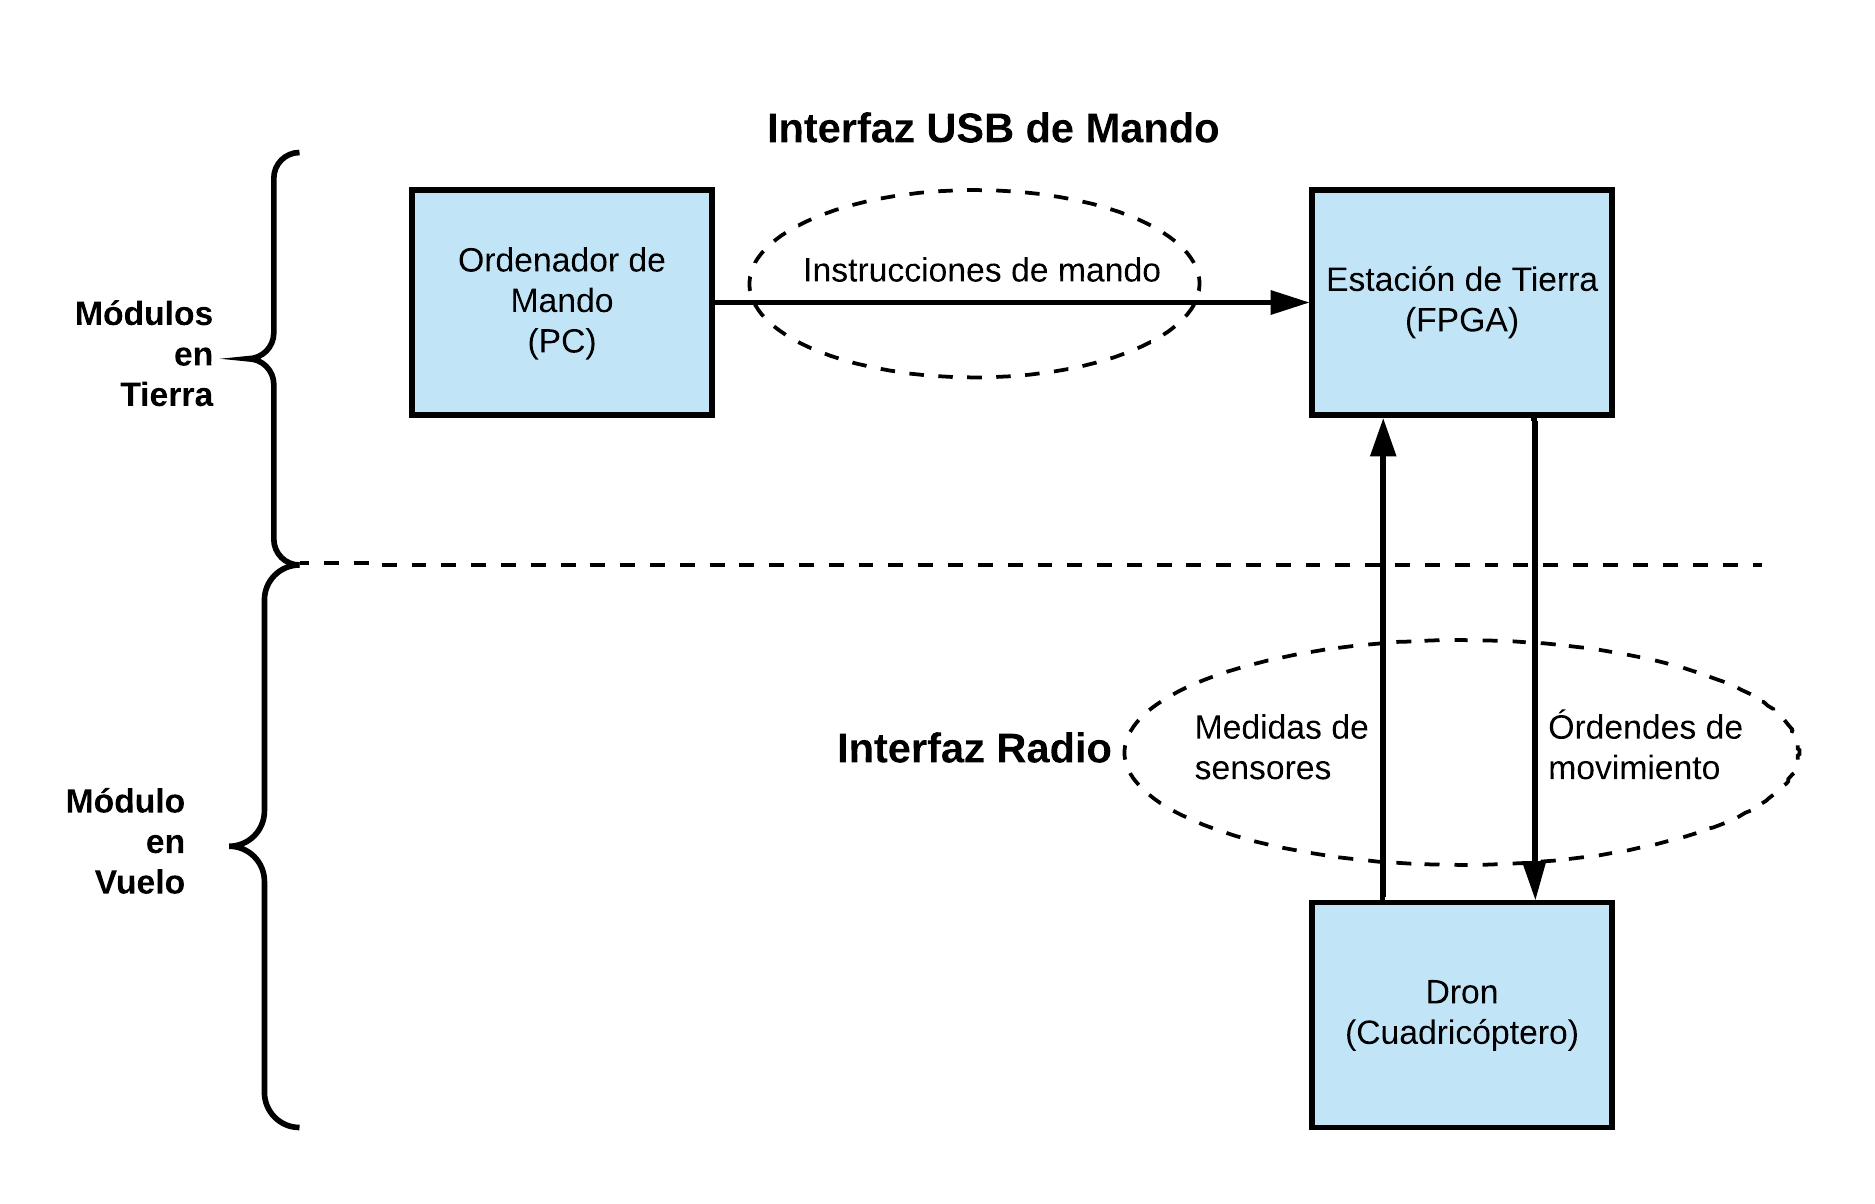 Interfaz USB de Mando
Ordenador de
Mando
(PC)
Instrucciones de mando
Estación de Tierra
(FPGA)
Módulos
en
Tierra
Interfaz Radio
Medidas de
sensores
Órdendes de
movimiento
Módulo
en
Vuelo
Dron
(Cuadricóptero)